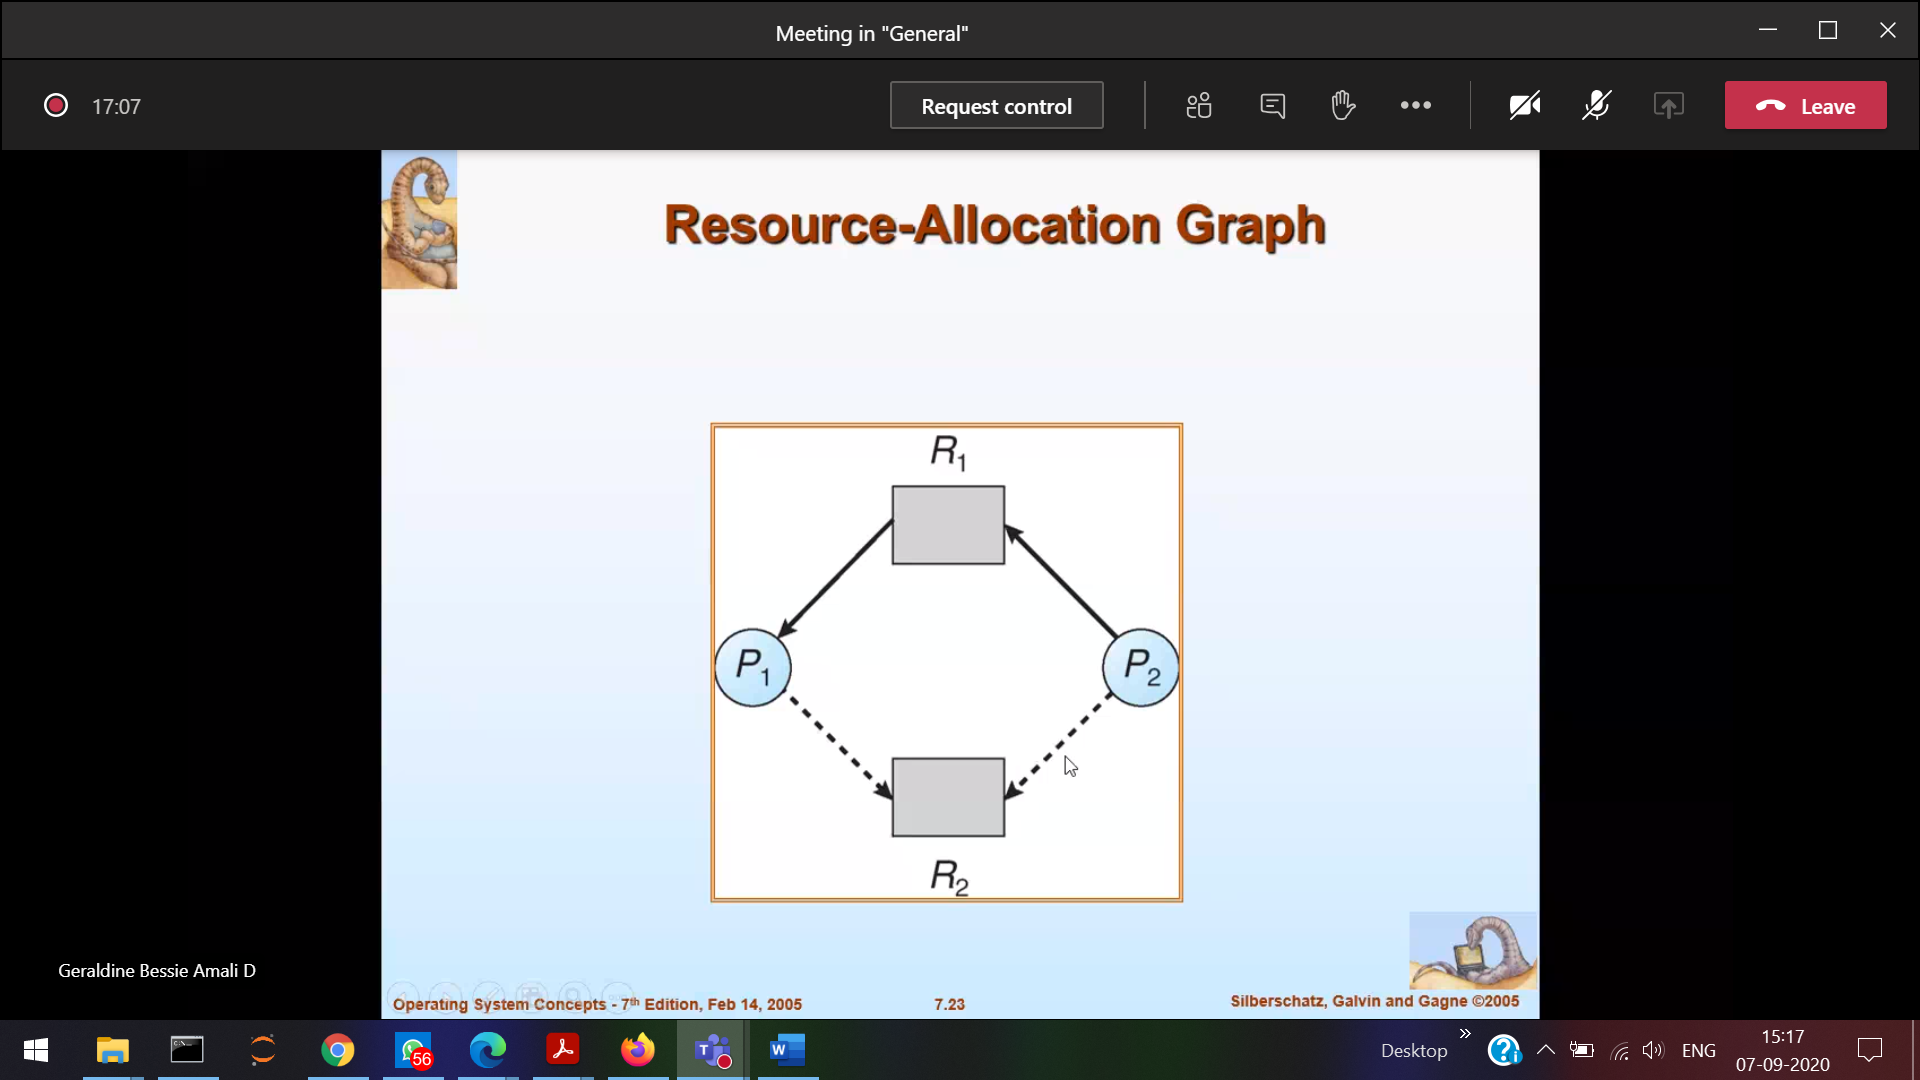 Meeting in "General"
17:07
Request control
Leave
Resource-Allocation Graph
R1
P1
P2
R2
Geraldine Bessie Amali D
Operating System Concepts - 7th Edition, Feb 14, 2005
7.23
Silberschatz, Galvin and Gagne ©2005
56
W
Desktop
ENG
15:17
07-09-2020